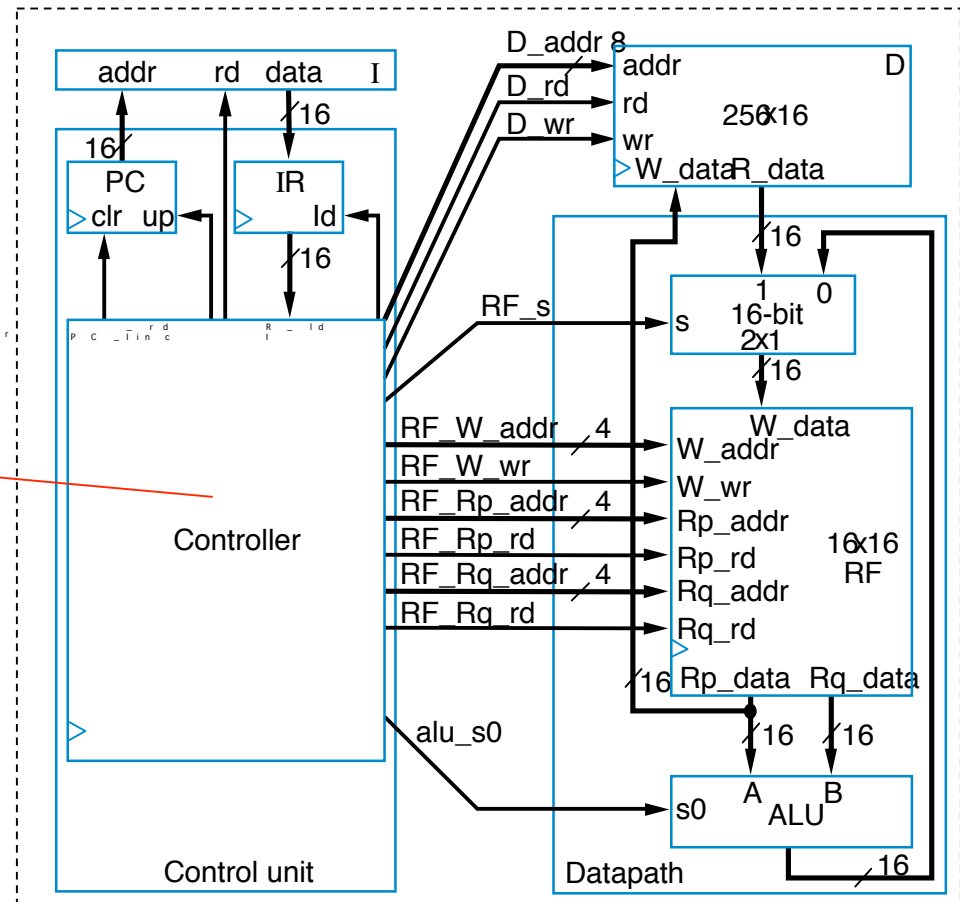 D_addr 8
addr rd data I
D
addr
D_rd
rd
256x16
16
D_wr
wr
16
W_data R_data
PC
IR
clr up
ld
16
16
1 0
RF_s
s
16-bit
2x1
16
_rd
R_ld
PC_Iinc
I
r
W_data
RF_W_addr 4
W_addr
RF_W_wr
W_wr
RF_Rp_addr 4
Rp_addr
Controller
RF_Rp_rd
Rp_rd
16x16
RF
RF_Rq_addr 4
Rq_addr
RF_Rq_rd
Rq_rd
16
Rp_data Rq_data
alu_s0
16 16
A B
s0
ALU
Control unit
Datapath
16